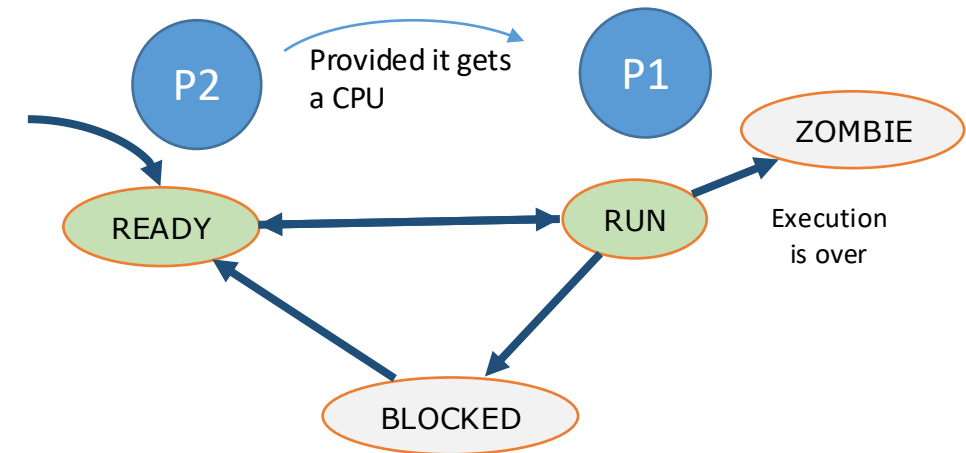 P2
Provided it gets
a CPU
P1
ZOMBIE
READY
RUN
Execution
is over
BLOCKED